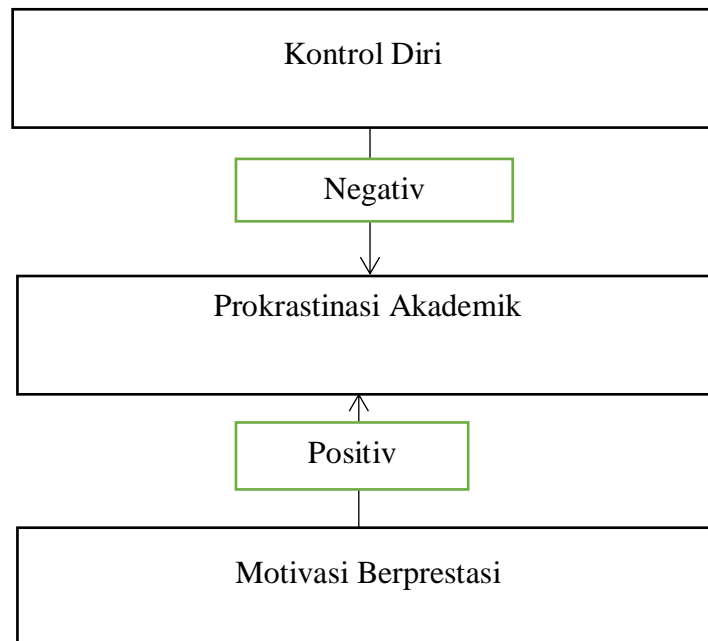 Kontrol Diri
Negativ
Prokrastinasi Akademik
Positiv
Motivasi Berprestasi